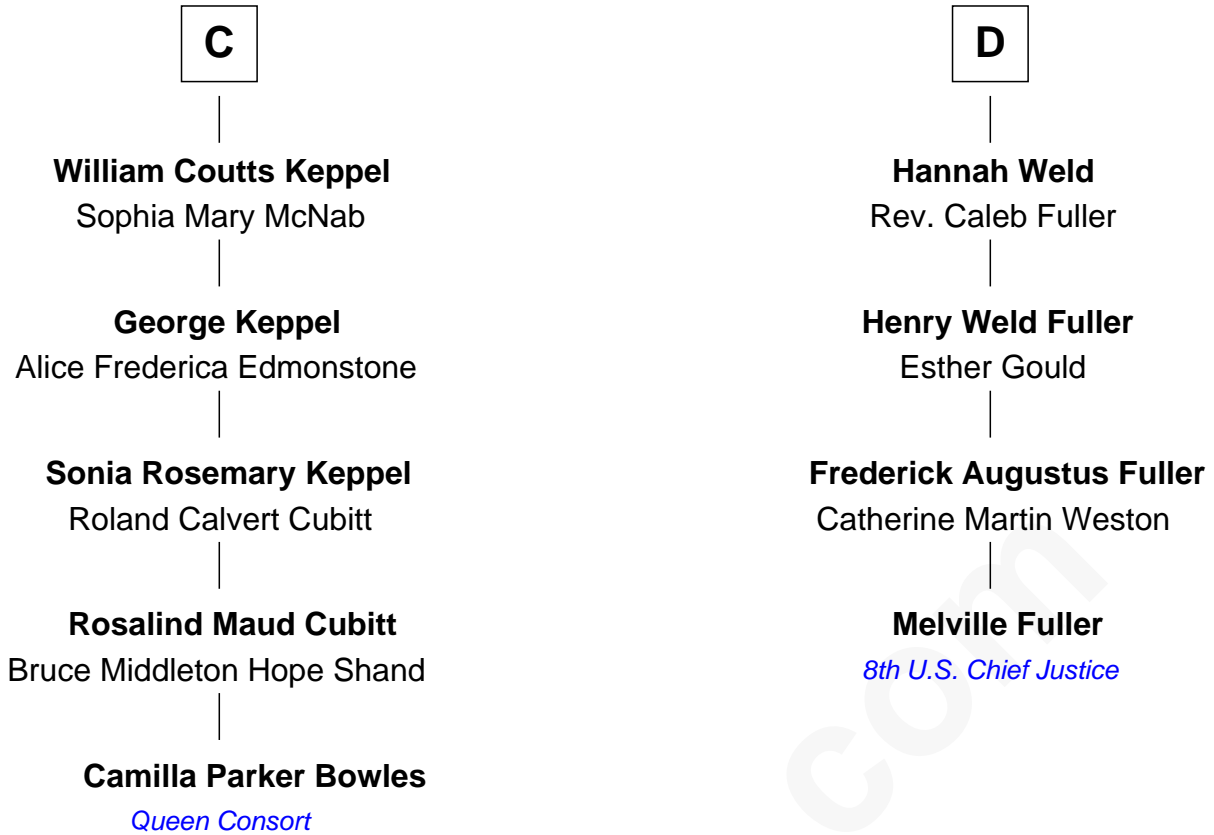 C
William Coutts Keppel
Sophia Mary McNab
George Keppel
Alice Frederica Edmonstone
Sonia Rosemary Keppel
Roland Calvert Cubitt
Rosalind Maud Cubitt
Bruce Middleton Hope Shand
Camilla Parker Bowles
Queen Consort
D
Hannah Weld
Rev. Caleb Fuller
Henry Weld Fuller
Esther Gould
Frederick Augustus Fuller
Catherine Martin Weston
Melville Fuller
8th U.S. Chief Justice
com